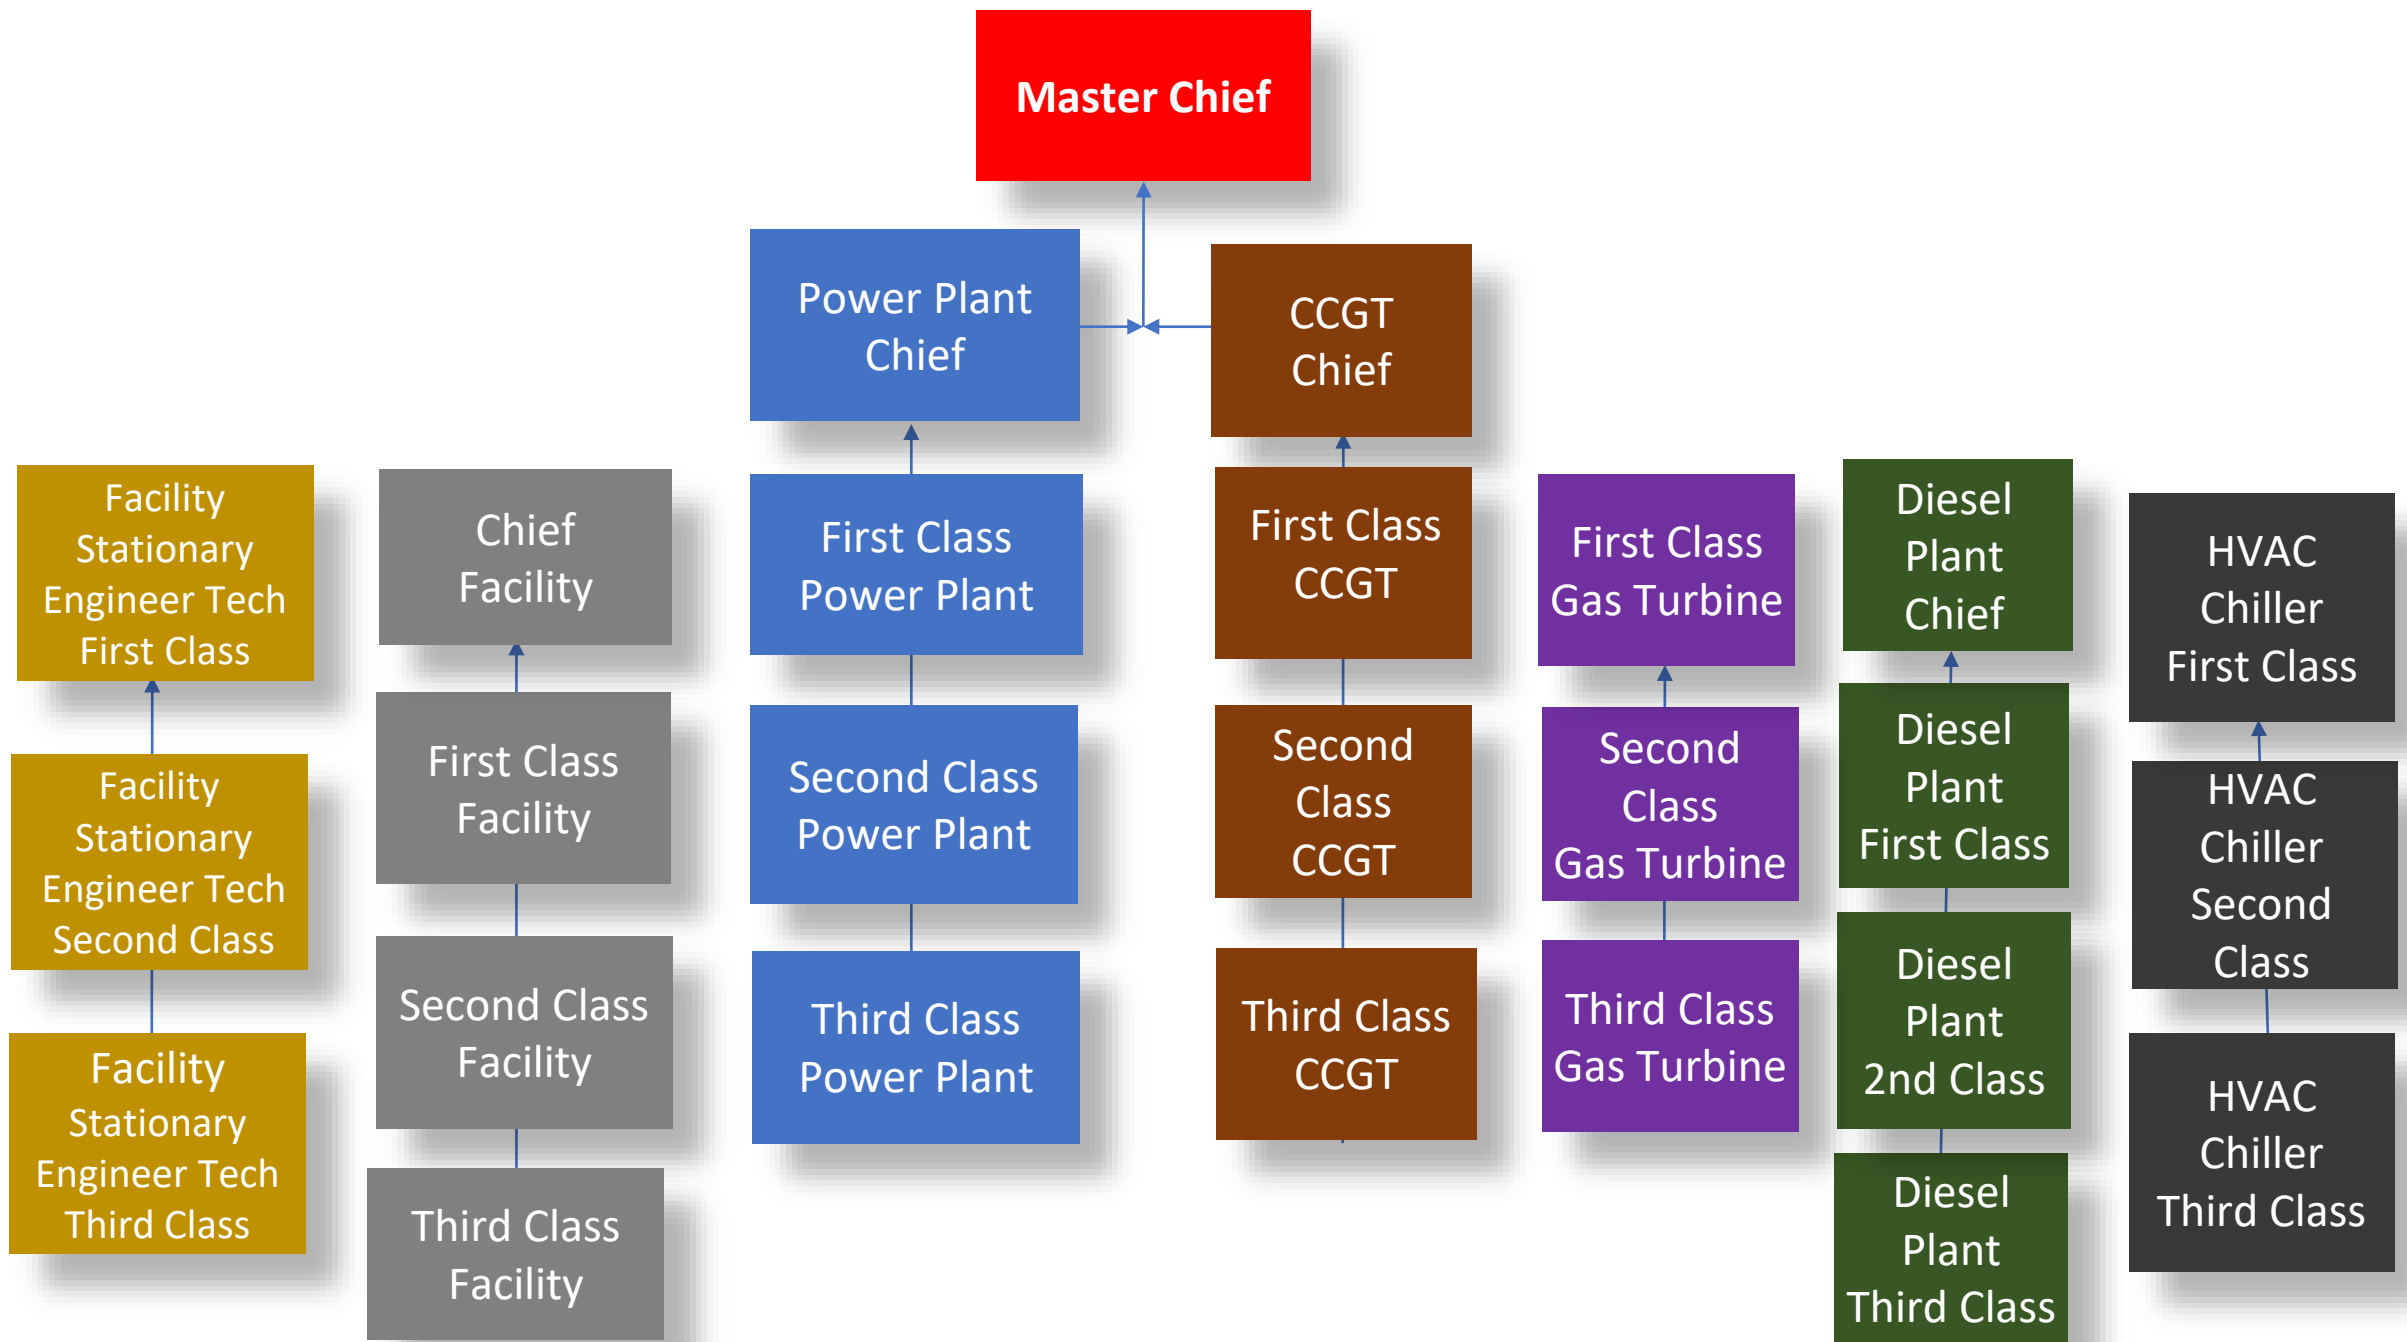 Master Chief
Power Plant
Chief
CCGT
Chief
Facility
Stationary
Engineer Tech
First Class
Facility
Stationary
Engineer Tech
Second Class
Facility
Stationary
Engineer Tech
Third Class
Chief
Facility
First Class
Facility
Second Class
Facility
Third Class
Facility
First Class
Power Plant
Second Class
Power Plant
Third Class
Power Plant
First Class
CCGT
Second
Class
CCGT
Third Class
CCGT
First Class
Gas Turbine
Second
Class
Gas Turbine
Third Class
Gas Turbine
Diesel
Plant
Chief
Diesel
Plant
First Class
Diesel
Plant
2nd Class
Diesel
Plant
Third Class
HVAC
Chiller
First Class
HVAC
Chiller
Second
Class
HVAC
Chiller
Third Class